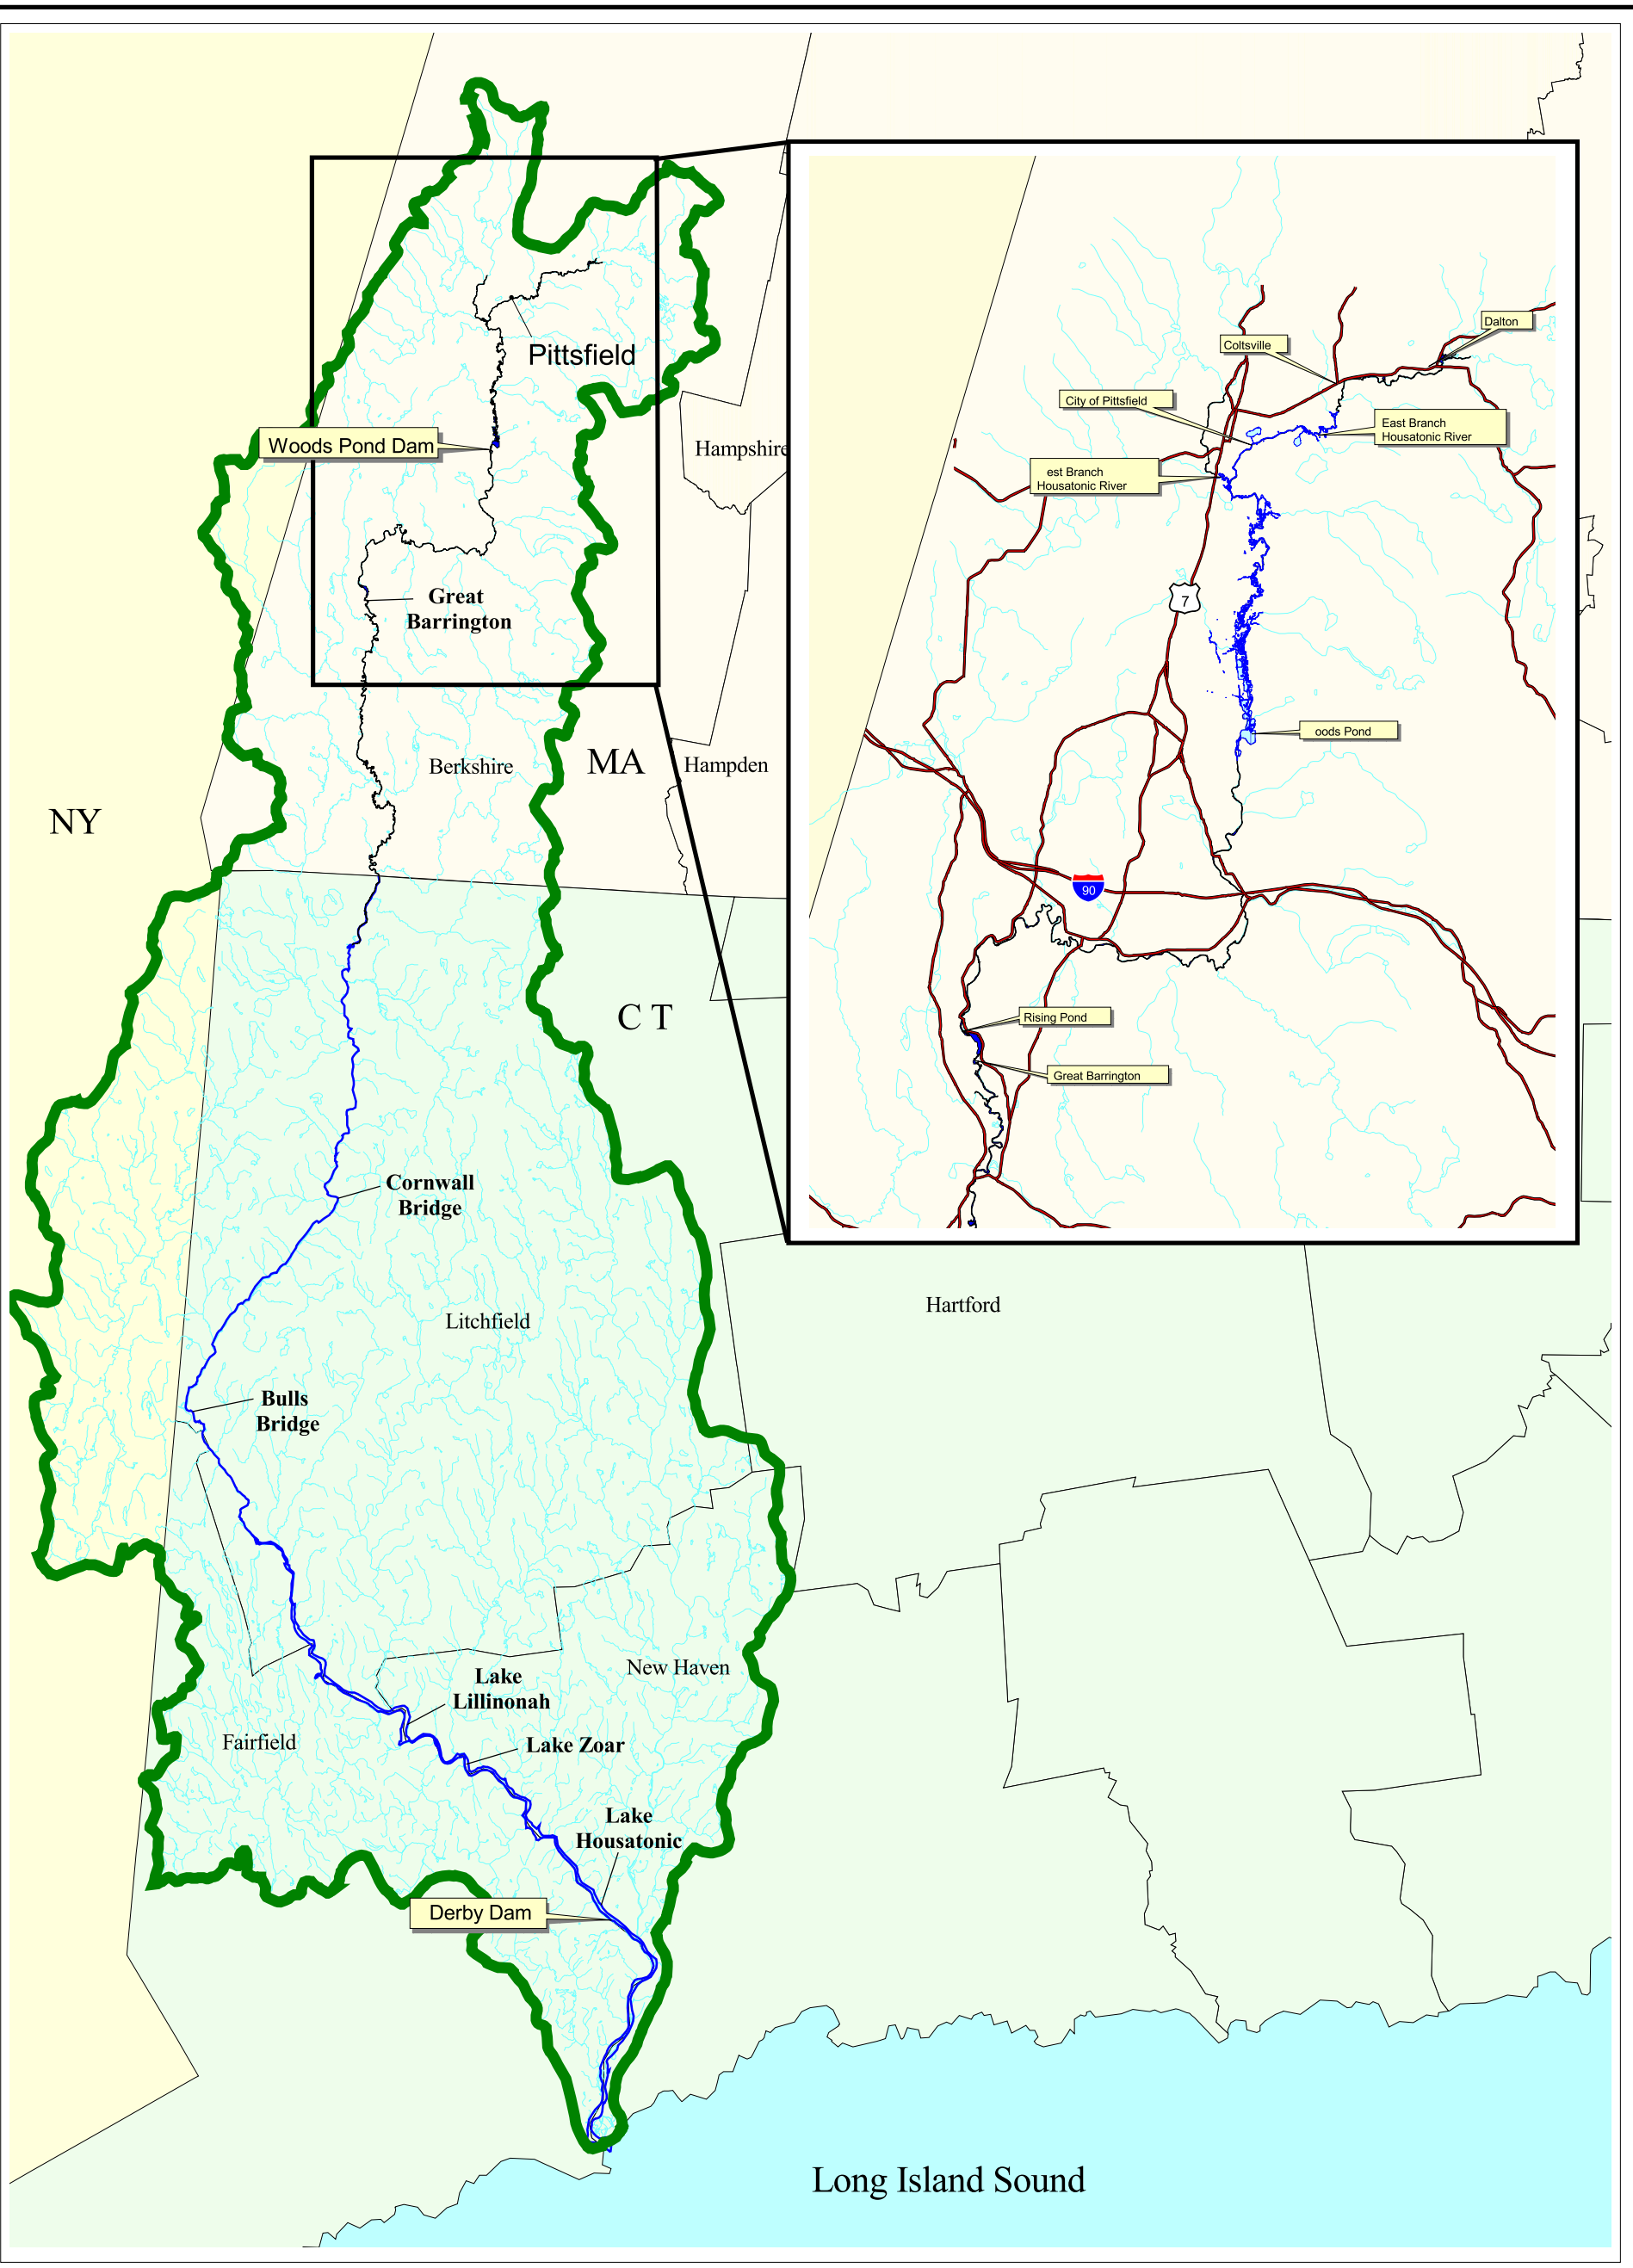 Pittsfield
Woods Pond Dam
Hampshire
Great
Barrington
Berkshire
MA
Hampden
NY
C T
Cornwall
Bridge
Litchfield
Hartford
Bulls
Bridge
New Haven
Lake
Lillinonah
Fairfield
Lake Zoar
Lake
Housatonic
Derby Dam
Long Island Sound
Dalton
Coltsville
City of Pittsfield
East Branch
Housatonic River
est Branch
Housatonic River
7
oods Pond
90
Rising Pond
Great Barrington